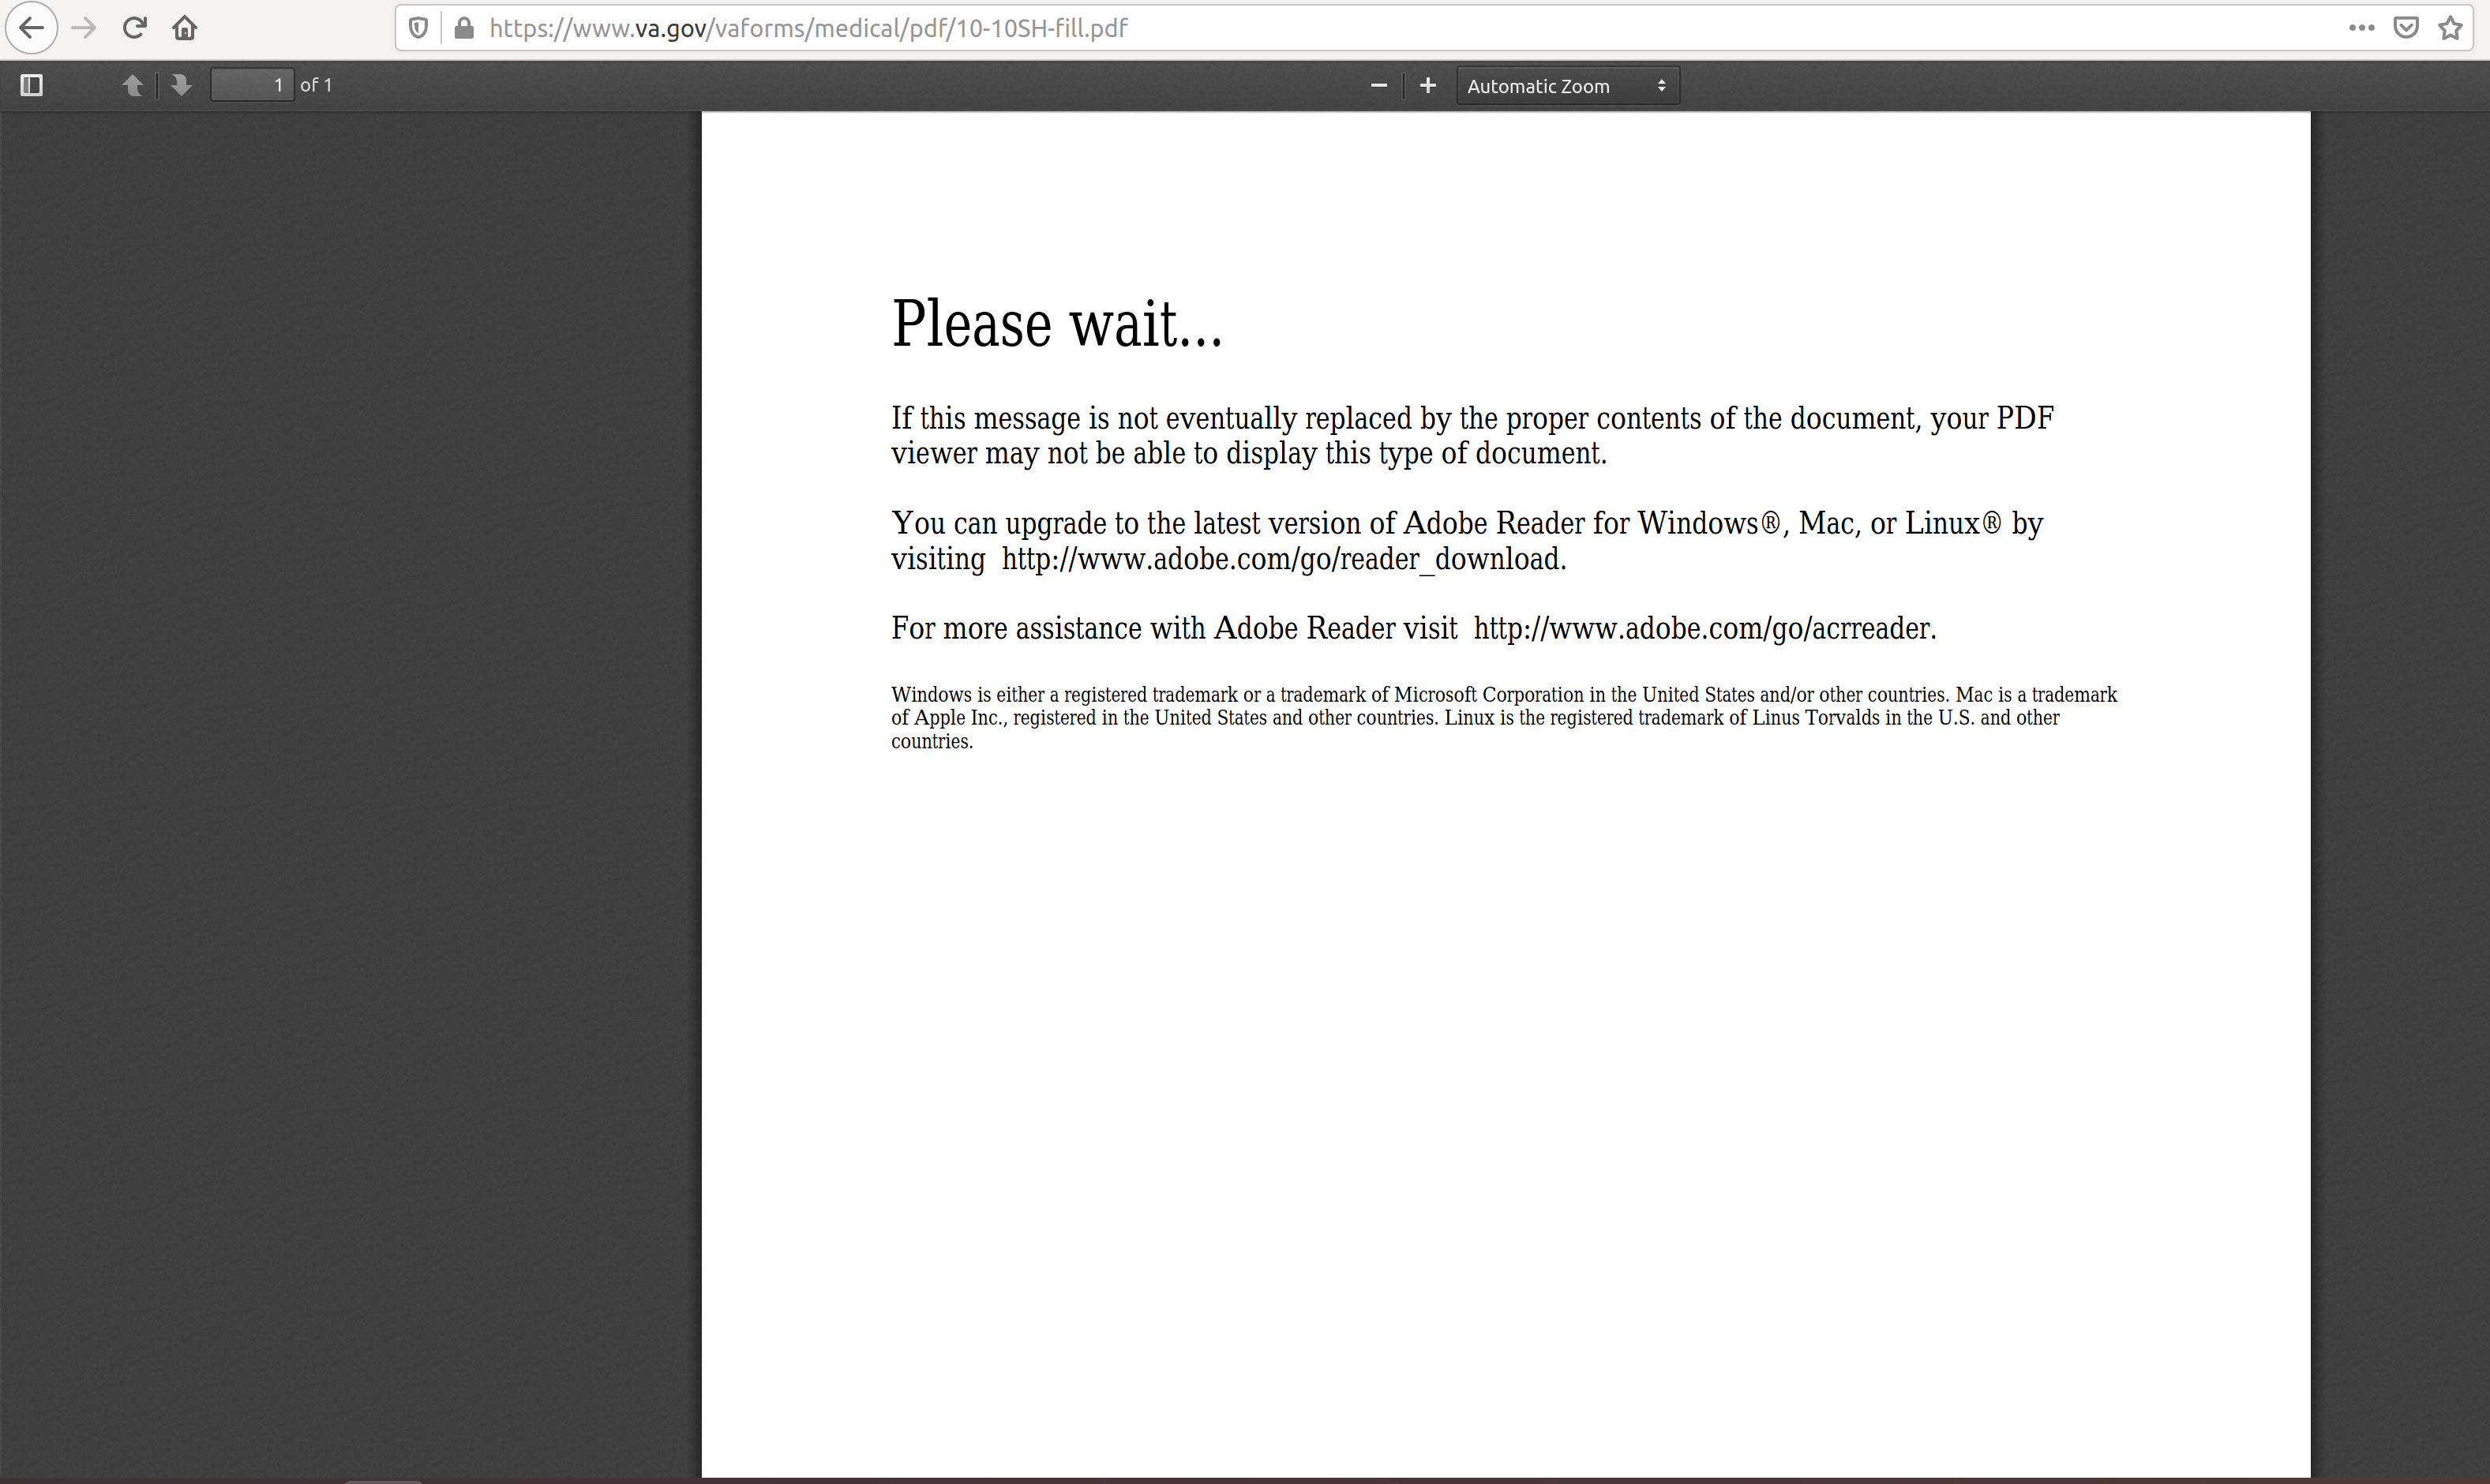 https://www.va.gov/vaforms/medical/pdf/10-10SH-fill.pdf
1 of 1
Automatic Zoom
Please wait...
If this message is not eventually replaced by the proper contents of the document, your PDF
viewer may not be able to display this type of document.
You can upgrade to the latest version of Adobe Reader for Windows®, Mac, or Linux® by
visiting  http://www.adobe.com/go/reader_download.
For more assistance with Adobe Reader visit  http://www.adobe.com/go/acrreader.
Windows is either a registered trademark or a trademark of Microsoft Corporation in the United States and/or other countries. Mac is a trademark
of Apple Inc., registered in the United States and other countries. Linux is the registered trademark of Linus Torvalds in the U.S. and other
countries.